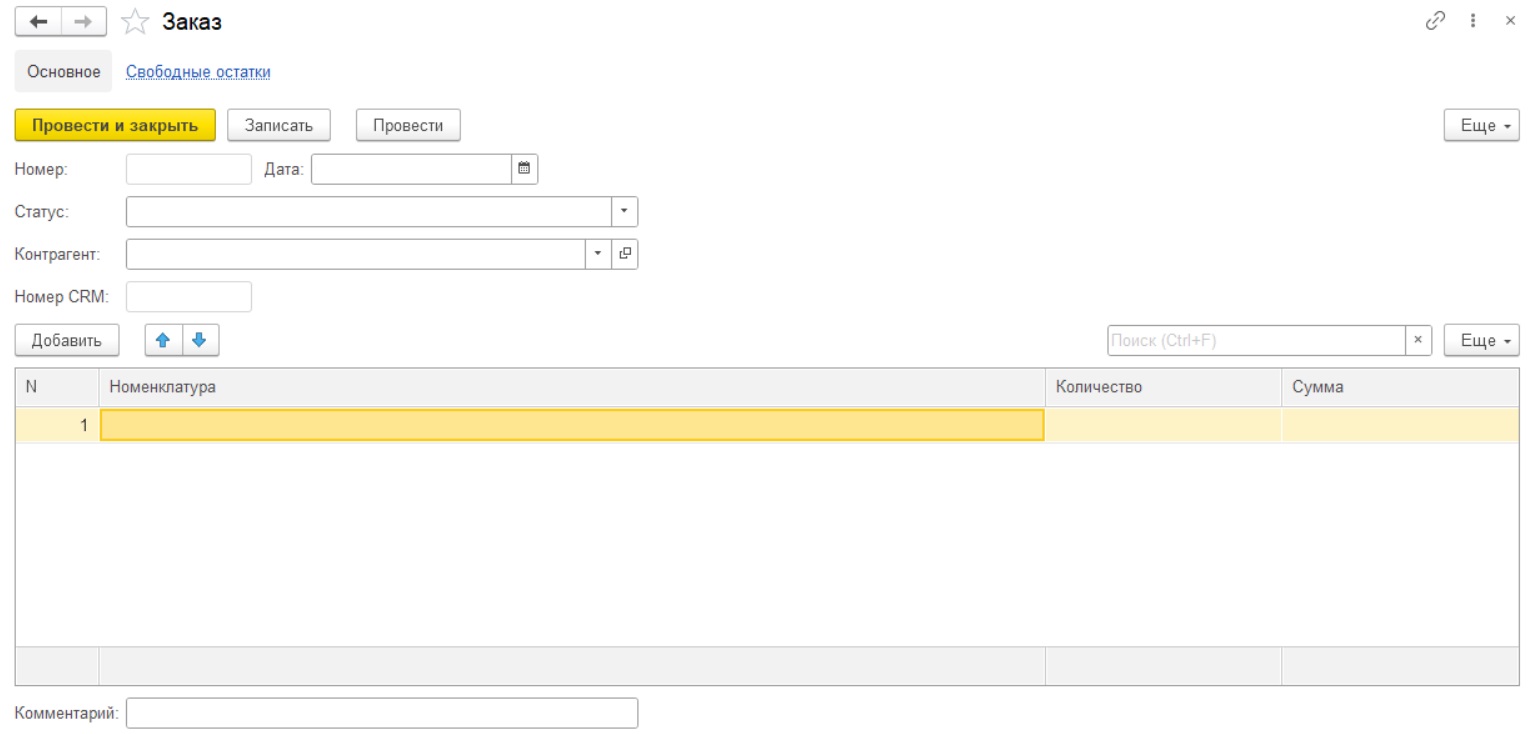 Заказ
Основное Свободные остатки
Провести и закрыть Записать Провести Еще
Номер: Дата:
Статус:
Контрагент:
Номер CRM:
Добавить Поиск (Ctrl+F) Еще
N Номенклатура Количество Сумма
1
Комментарий: